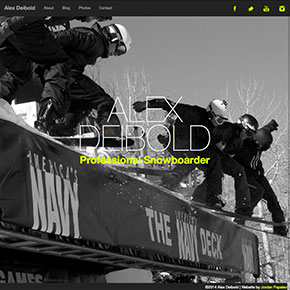 Alex Deibold About Blog Photos Contact
ALEX
DEIBOLD
Professional Snowboarder
AMERICA'S
NAVY
THE NAVY DECK
NAVY
GAMES
©2014 Alex Deibold | Website by Jordan Papaleo